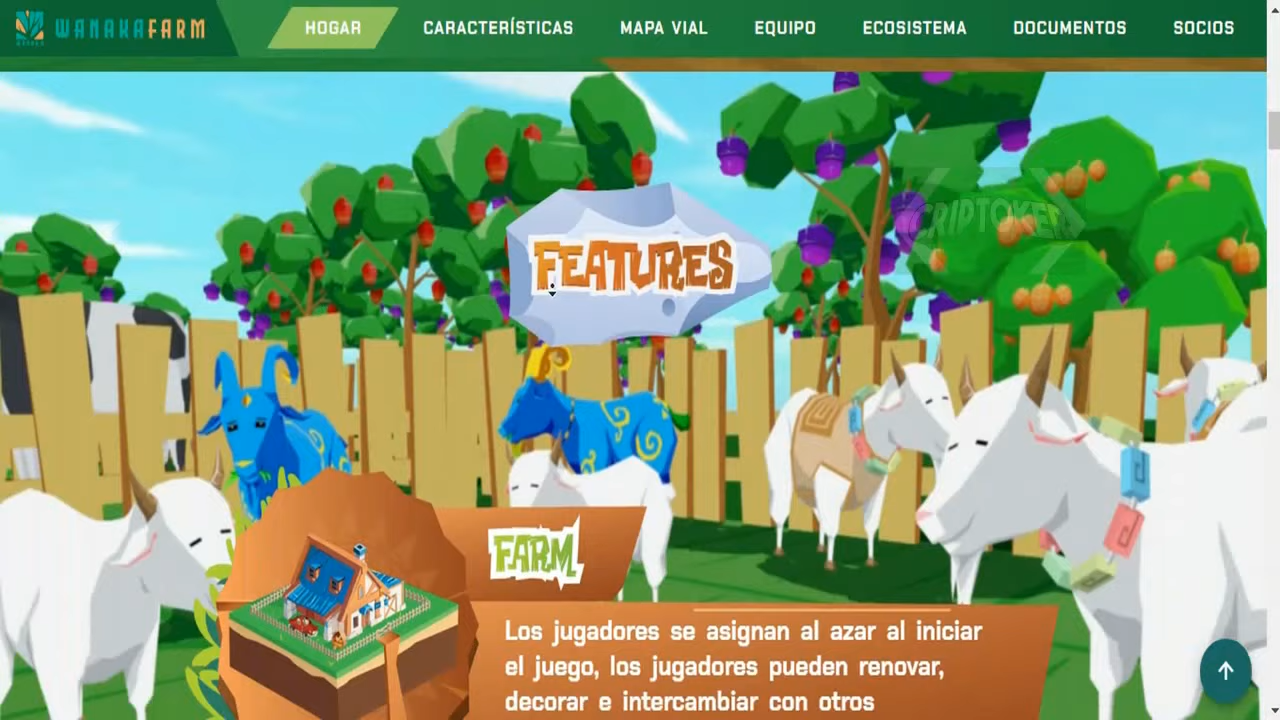 WANAKAFARM
HOGAR
CARACTERÍSTICAS
MAPA VIAL
EQUIPO
ECOSISTEMA
DOCUMENTOS
SOCIOS
CRIPTOKER
FEATURES
FARM
Los jugadores se asignan al azar al iniciar
el juego, los jugadores pueden renovar,
decorar e intercambiar con otros